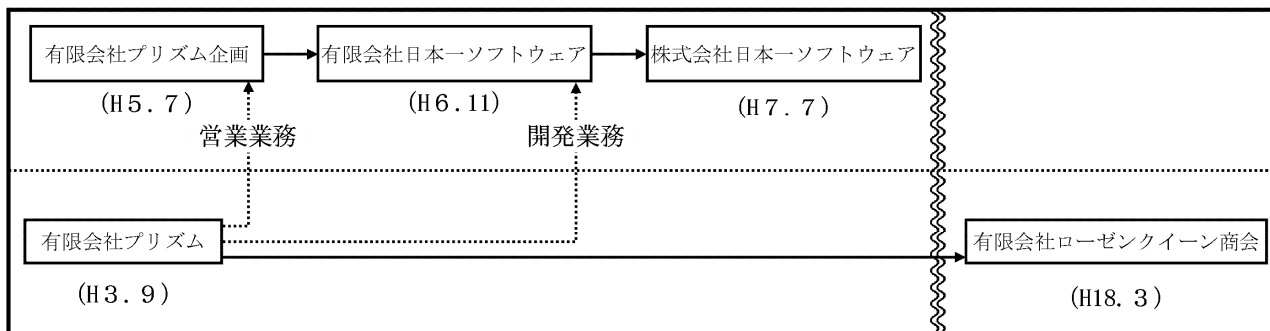 有限会社プリズム企画
有限会社日本一ソフトウェア
株式会社日本一ソフトウェア
(H5.7)
(H6.11)
(H7.7)
営業業務
開発業務
有限会社プリズム
有限会社ローゼンクイーン商会
(H3.9)
(H18.3)